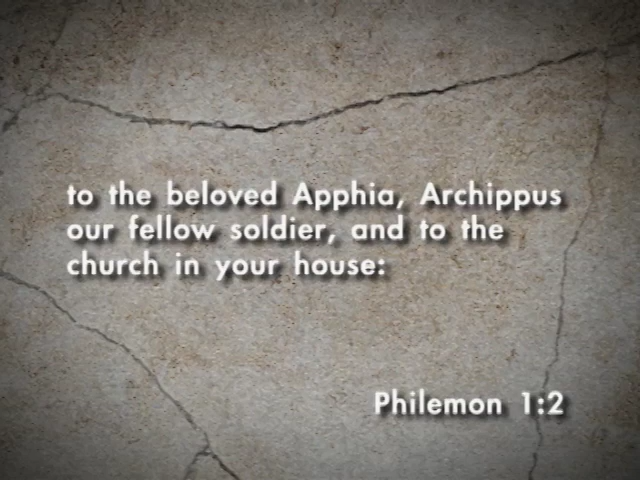 to the beloved Apphia, Archippus
our fellow soldier, and to the
church in your house:
Philemon 1:2